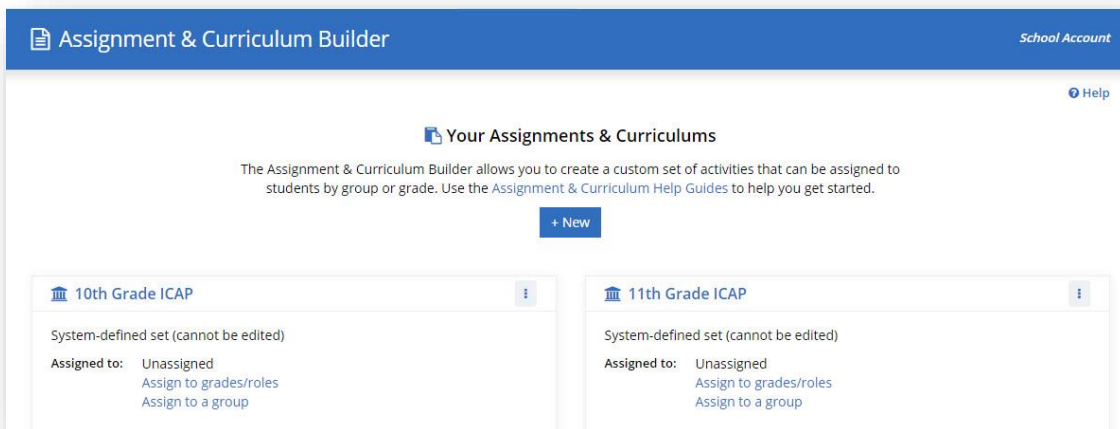 Assignment & Curriculum Builder
School Account
Help
Your Assignments & Curriculums
The Assignment & Curriculum Builder allows you to create a custom set of activities that can be assigned to
students by group or grade. Use the Assignment & Curriculum Help Guides to help you get started.
+ New
10th Grade ICAP
System-defined set (cannot be edited)
Assigned to: Unassigned
Assign to grades/roles
Assign to a group
11th Grade ICAP
System-defined set (cannot be edited)
Assigned to: Unassigned
Assign to grades/roles
Assign to a group